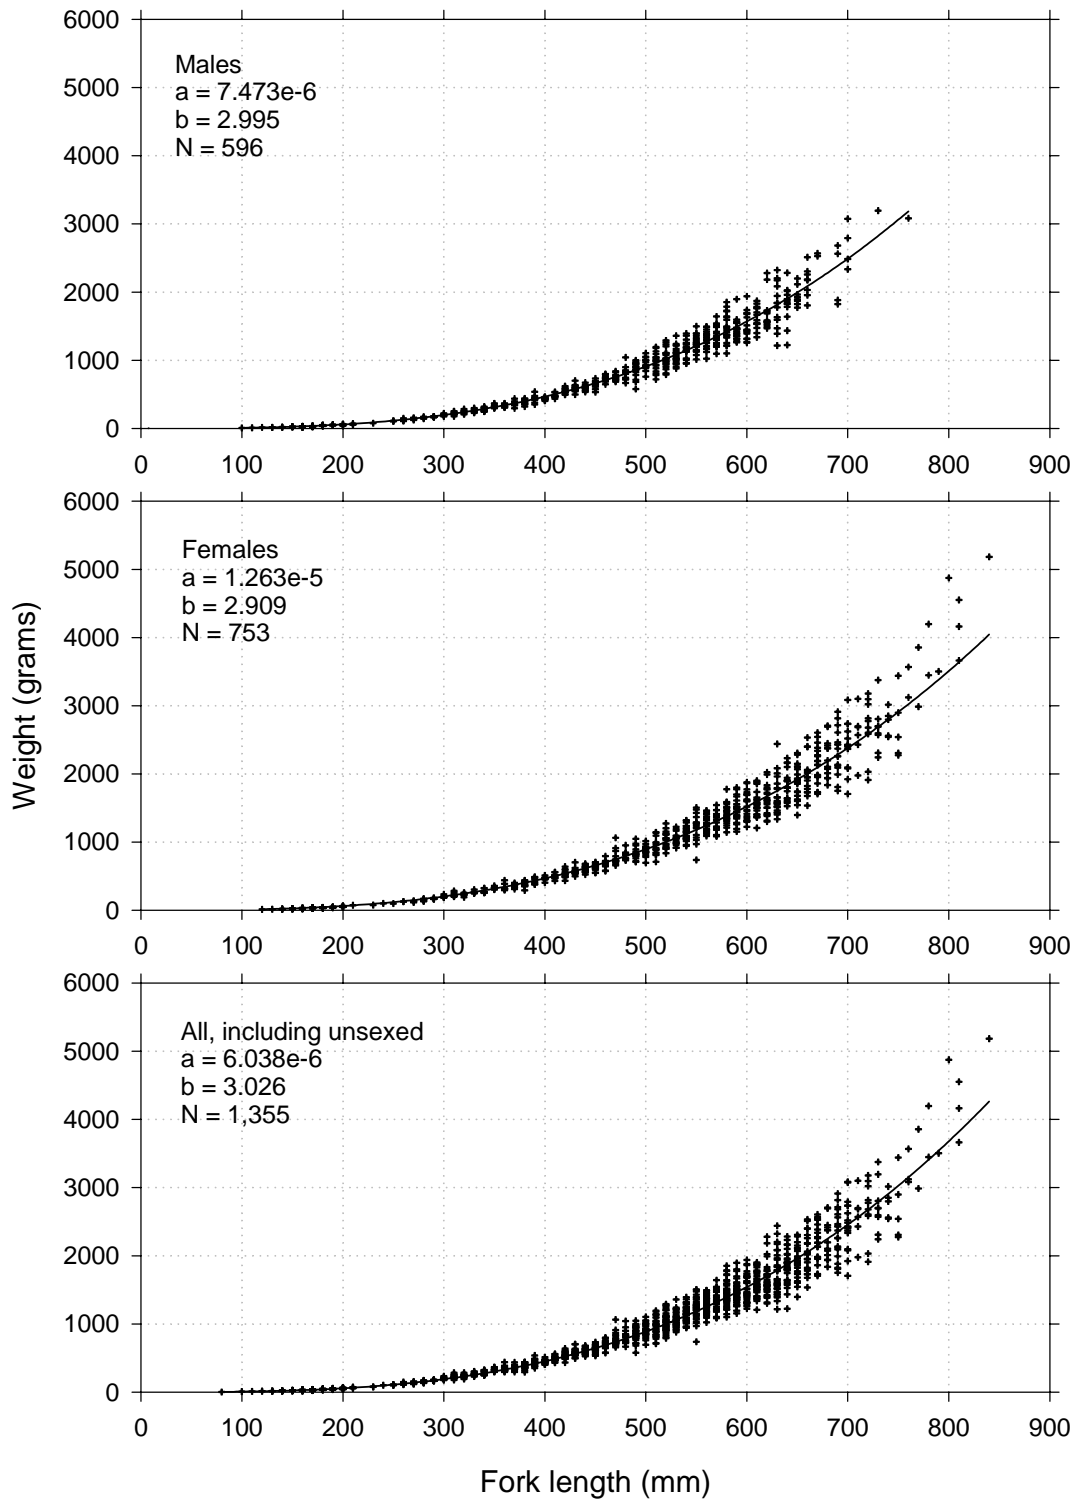 6000
5000
4000
3000
2000
1000
0
Males
a = 7.473e-6
b = 2.995
N = 596
0 100 200 300 400 500 600 700 800 900
6000
5000
4000
3000
2000
1000
0
Females
a = 1.263e-5
b = 2.909
N = 753
0 100 200 300 400 500 600 700 800 900
Weight (grams)
6000
5000
4000
3000
2000
1000
0
All, including unsexed
a = 6.038e-6
b = 3.026
N = 1,355
0 100 200 300 400 500 600 700 800 900
Fork length (mm)